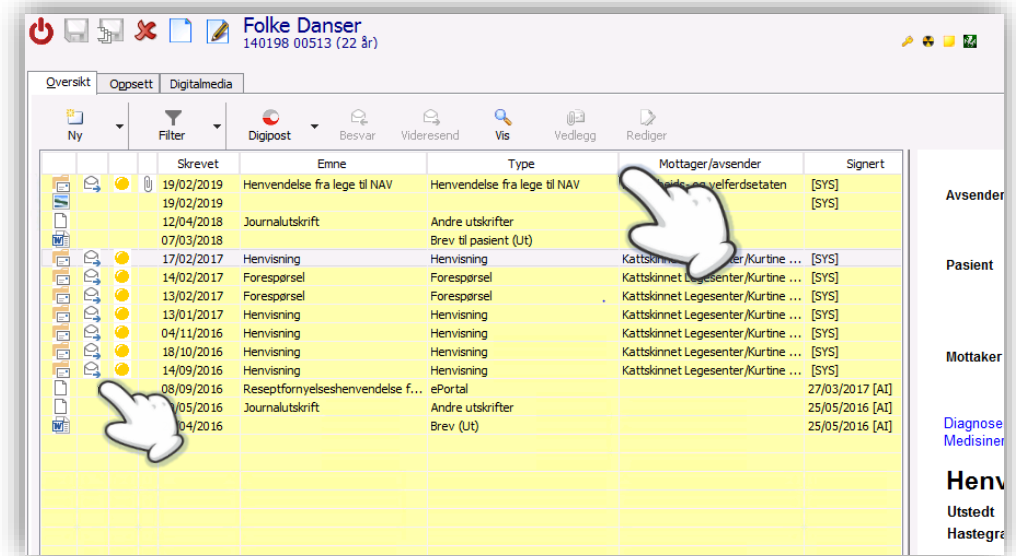 Folke Danser
140198 00513 (22 år)
Oversikt Oppsett Digitalmedia
Ny Filter Digipost Besvar Videresend Vis Vedlegg Rediger
Skrevet Emne Type Mottager/avsender Signert
19/02/2019 Henvendelse fra lege til NAV Henvendelse fra lege til NAV og velferdsetaten [SYS]
19/02/2019 [SYS]
12/04/2018 Journalutskrift Andre utskrifter
07/03/2018 Brev til pasient (Ut)
17/02/2017 Henvisning Henvisning Kattskinnet /Kurtine ... [SYS]
14/02/2017 Forespørsel Forespørsel Kattskinnet Legesenter/Kurtine ... [SYS]
13/02/2017 Forespørsel Forespørsel Kattskinnet Legesenter/Kurtine ... [SYS]
13/01/2017 Henvisning Henvisning Kattskinnet Legesenter/Kurtine ... [SYS]
04/11/2016 Henvisning Henvisning Kattskinnet Legesenter/Kurtine ... [SYS]
18/10/2016 Henvisning Henvisning Kattskinnet Legesenter/Kurtine ... [SYS]
14/09/2016 Henvisning Henvisning Kattskinnet Legesenter/Kurtine ... [SYS]
08/09/2016 Reseptfornyelseshenvendelse f... ePortal 27/03/2017 [AI]
/05/2016 Journalutskrift Andre utskrifter 25/05/2016 [AI]
/04/2016 Brev (Ut) 25/05/2016 [AI]
Avsender
Pasient
Mottaker
Diagnose
Medisiner
Henv
Utstedt
Hastegra